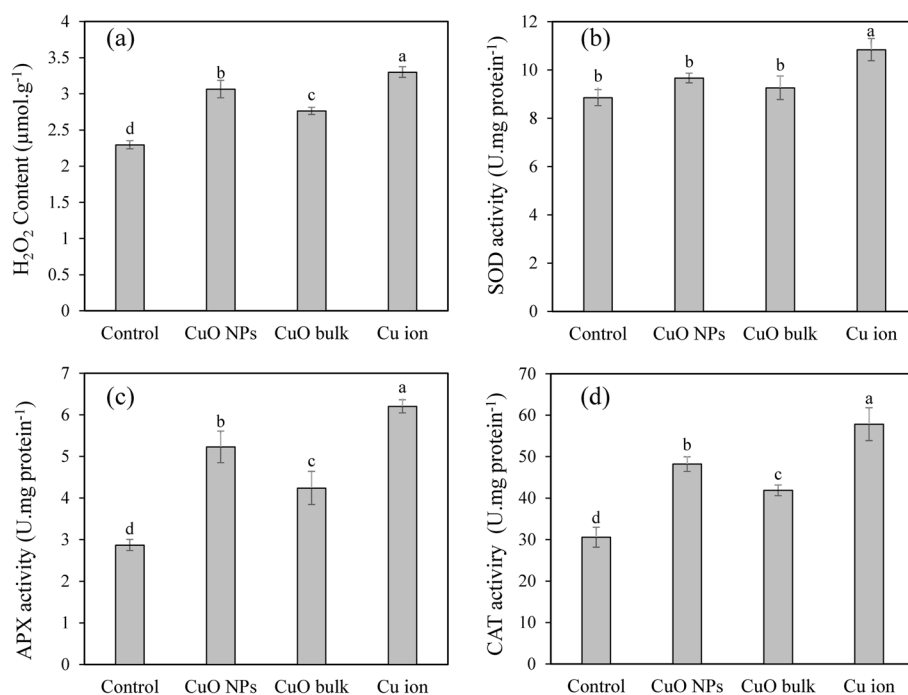 (a)
H₂O₂ Content (µmol.g⁻¹)
4
3.5
3
2.5
2
1.5
1
0.5
0
d
b
c
a
Control
CuO NPs
CuO bulk
Cu ion
(b)
SOD activity (U.mg protein⁻¹)
12
10
8
6
4
2
0
b
b
b
a
Control
CuO NPs
CuO bulk
Cu ion
(c)
APX activity (U.mg protein⁻¹)
7
6
5
4
3
2
1
0
d
b
c
a
Control
CuO NPs
CuO bulk
Cu ion
(d)
CAT activiry (U.mg protein⁻¹)
70
60
50
40
30
20
10
0
d
b
c
a
Control
CuO NPs
CuO bulk
Cu ion